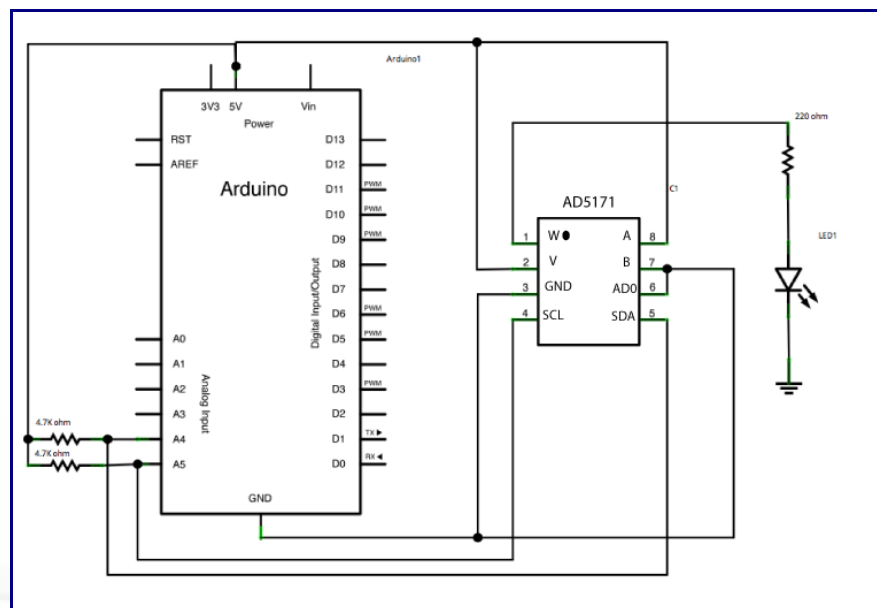 Arduino1
3V3
5V
Vin
Power
RST
AREF
Arduino
D13
D12
PWM
D11
PWM
D10
PWM
D9
D8
D7
PWM
D6
PWM
D5
D4
PWM
D3
D2
TX
D1
RX
D0
Digital Input/Output
A0
A1
A2
A3
A4
A5
Analog Input
GND
4.7K ohm
4.7K ohm
AD5171
C1
1 W A 8
2 V B 7
3 GND AD0 6
4 SCL SDA 5
220 ohm
LED1